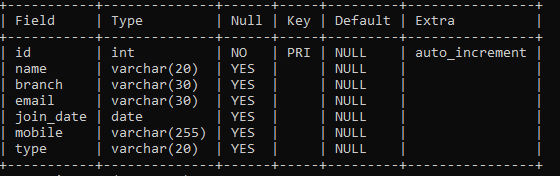 +-----------+--------------+------+-----+---------+----------------+
| Field     | Type         | Null | Key | Default | Extra          |
+-----------+--------------+------+-----+---------+----------------+
| id        | int          | NO   | PRI | NULL    | auto_increment |
| name      | varchar(20)  | YES  |     | NULL    |                |
| branch    | varchar(30)  | YES  |     | NULL    |                |
| email     | varchar(30)  | YES  |     | NULL    |                |
| join_date | date         | YES  |     | NULL    |                |
| mobile    | varchar(255) | YES  |     | NULL    |                |
| type      | varchar(20)  | YES  |     | NULL    |                |
+-----------+--------------+------+-----+---------+----------------+